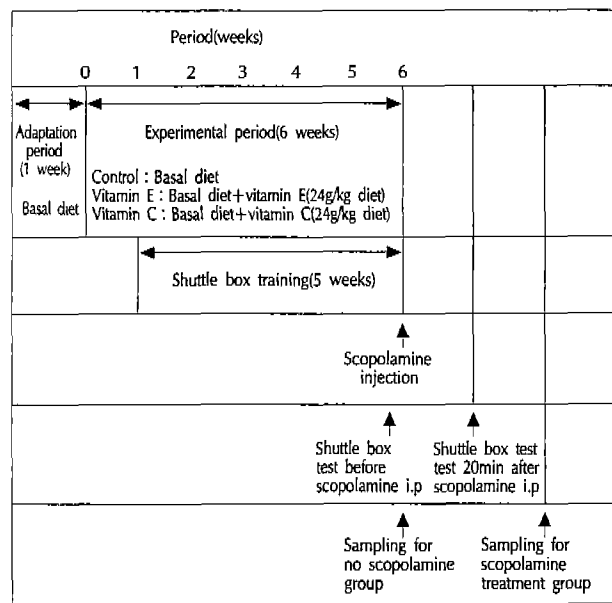 Period(weeks)
0 1 2 3 4 5 6
Adaptation
period
(1 week)
Basal diet
Experimental period(6 weeks)
Control : Basal diet
Vitamin E : Basal diet+vitamin E(24g/kg diet)
Vitamin C : Basal diet+vitamin C(24g/kg diet)
Shuttle box training(5 weeks)
Scopolamine
injection
Shuttle box
test before
scopolamine i.p
Shuttle box test
test 20min after
scopolamine i.p
Sampling for
no scopolamine
group
Sampling for
scopolamine
treatment group